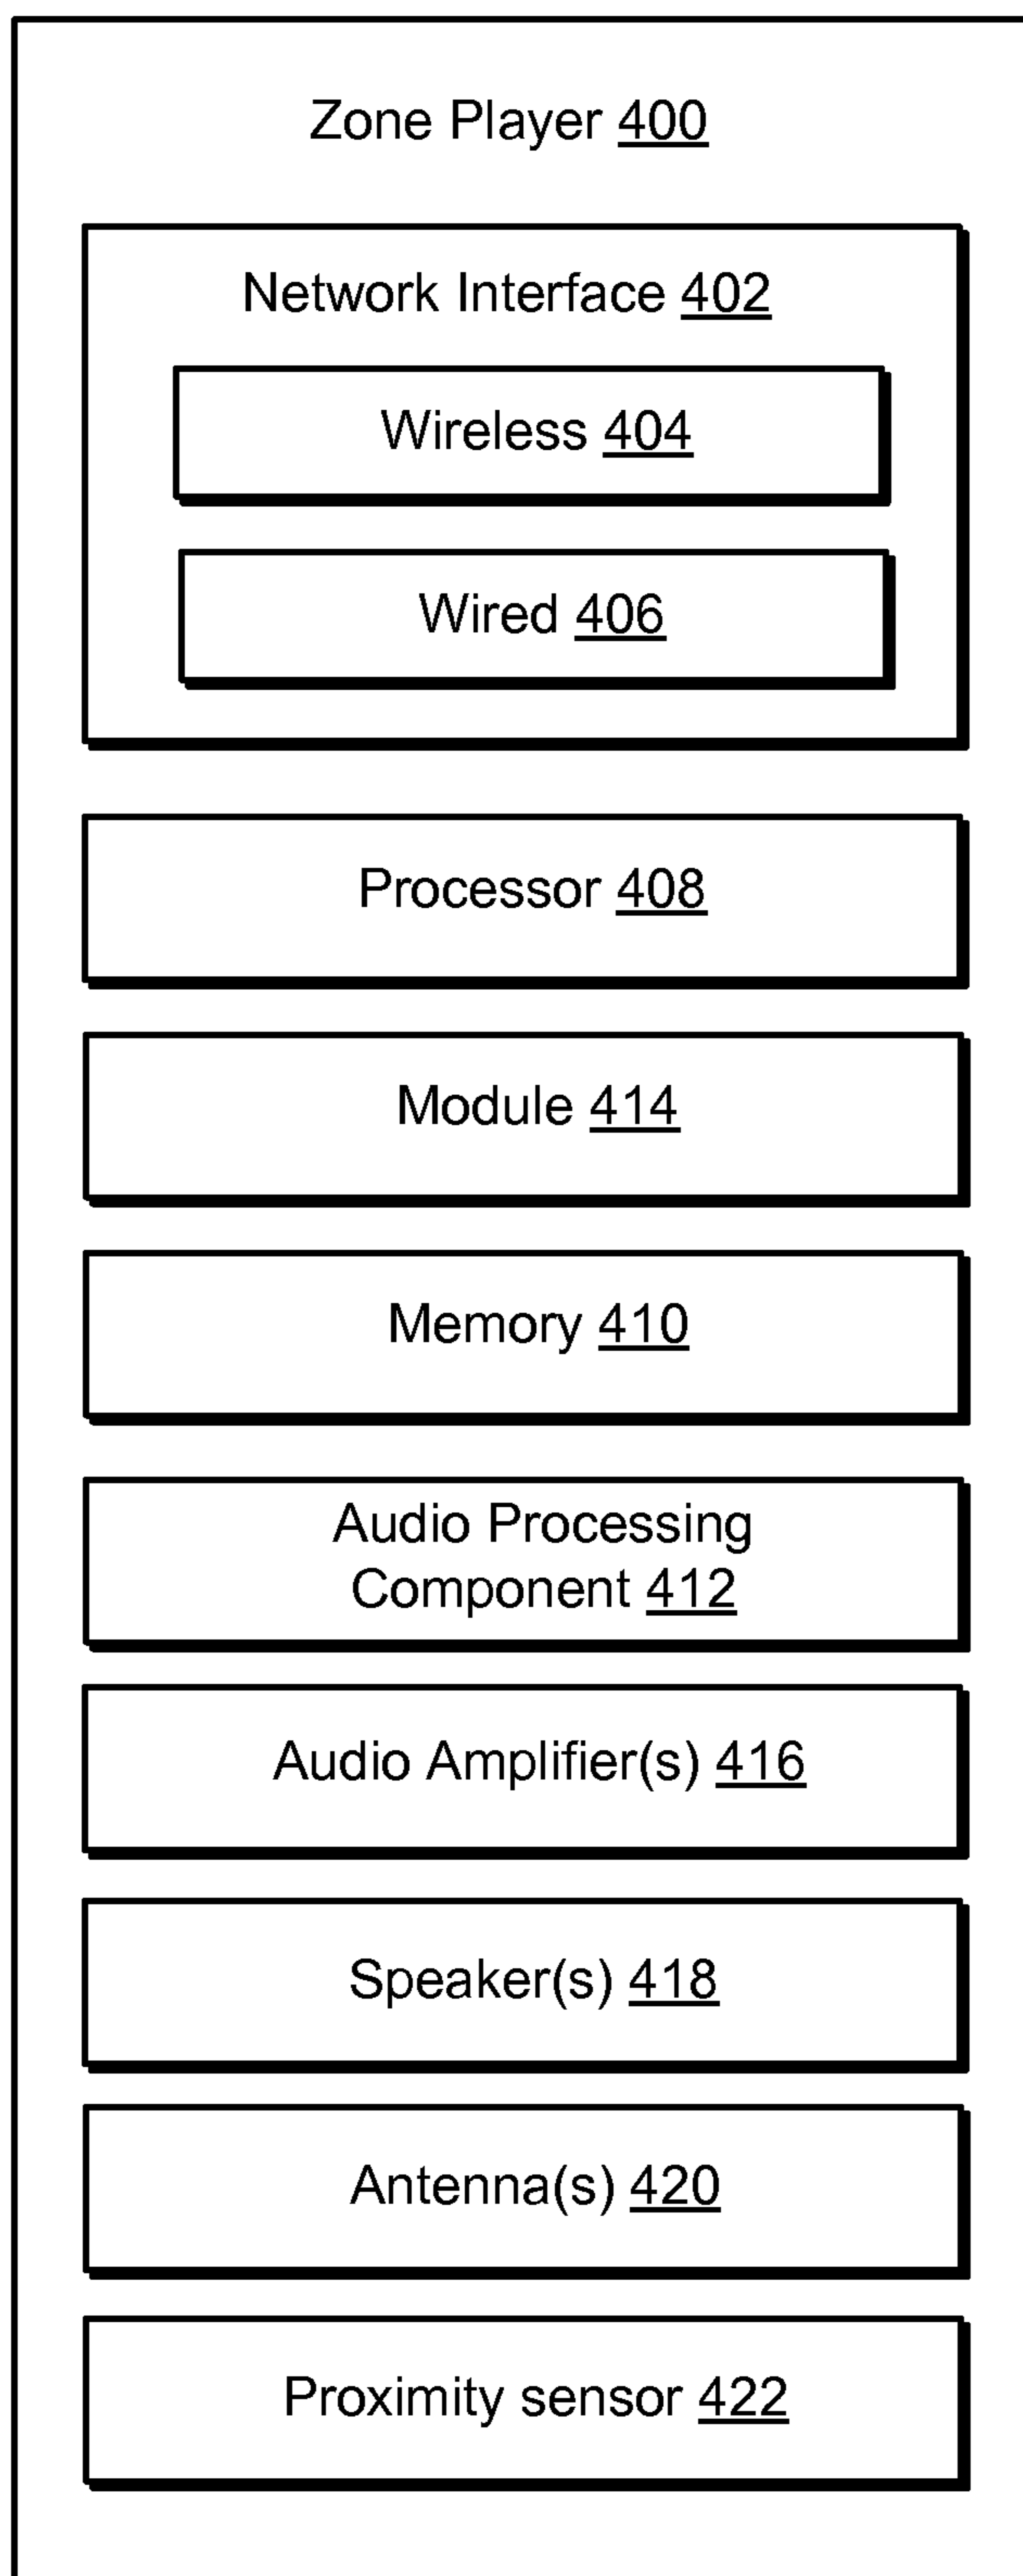 Zone Player 400
Network Interface 402
Wireless 404
Wired 406
Processor 408
Module 414
Memory 410
Audio Processing
Component 412
Audio Amplifier(s) 416
Speaker(s) 418
Antenna(s) 420
Proximity sensor 422